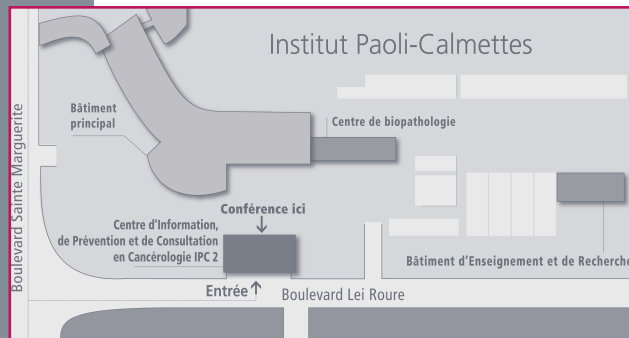 Institut Paoli-Calmettes
Bâtiment
principal
Centre de biopathologie
Boulevard Sainte Marguerite
Conférence ici
Centre d'Information,
de Prévention et de Consultation
en Cancérologie IPC 2
Bâtiment d'Enseignement et de Recherche
Entrée
Boulevard Lei Roure